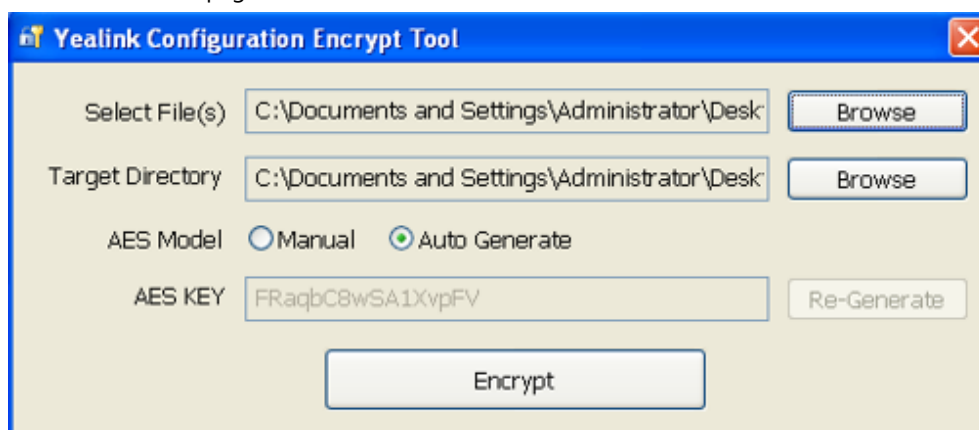 Yealink Configuration Encrypt Tool
Select File(s) C:\Documents and Settings\Administrator\Desk Browse
Target Directory C:\Documents and Settings\Administrator\Desk Browse
AES Model Manual Auto Generate
AES KEY FRaqbC8wSA1XvpFV Re-Generate
Encrypt